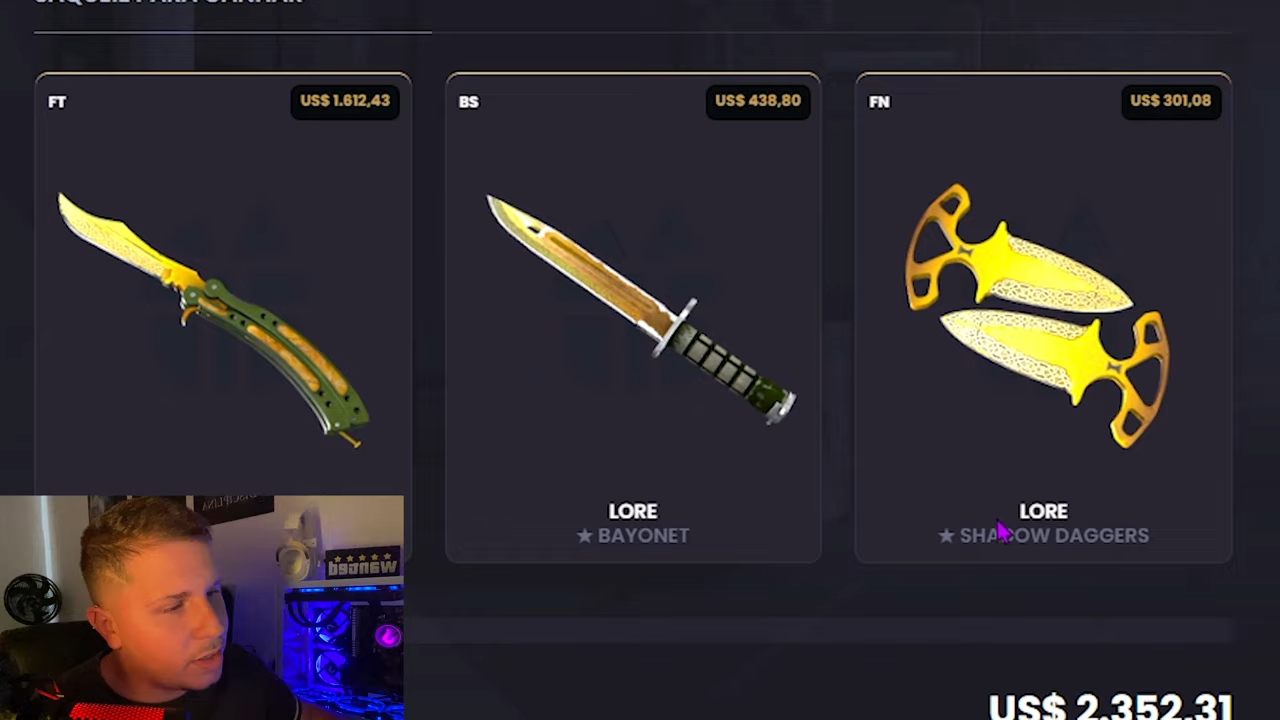 FT
US$ 1.612,43
BS
US$ 438,80
FN
US$ 301,08
LORE
★ BAYONET
LORE
★ SHADOW DAGGERS
US$ 2.352,31